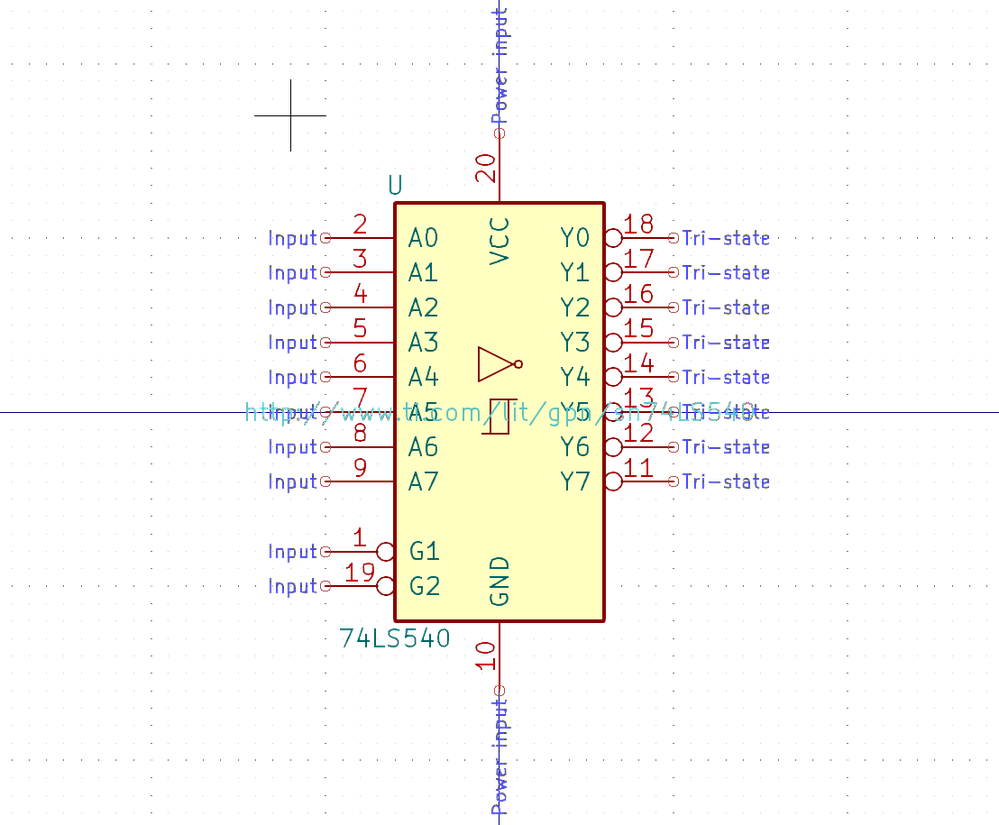 Power input
20
U
VCC
Input 2 A0 Y0 18 Tri-state
Input 3 A1 Y1 17 Tri-state
Input 4 A2 Y2 16 Tri-state
Input 5 A3 Y3 15 Tri-state
Input 6 A4 Y4 14 Tri-state
Input 7 A5 Y5 13 Tri-state
http://www.ti.com/lit/gpn/sn74LS540
Input 8 A6 Y6 12 Tri-state
Input 9 A7 Y7 11 Tri-state
Input 1 G1
Input 19 G2
GND
74LS540
10
Power input